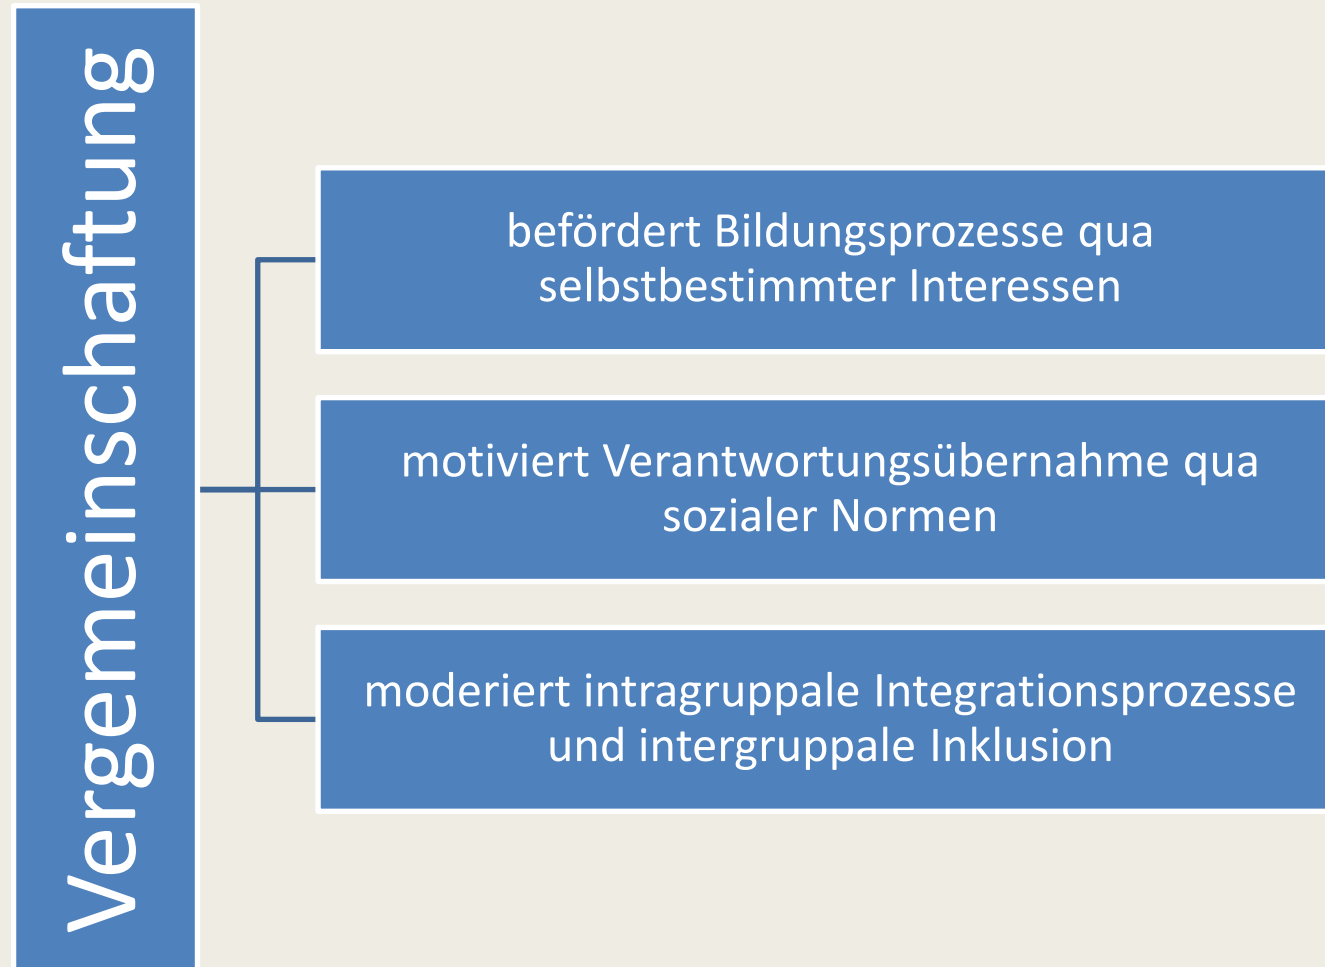 Vergemeinschaftung
befördert Bildungsprozesse qua
selbstbestimmter Interessen
motiviert Verantwortungsübernahme qua
sozialer Normen
moderiert intragruppale Integrationsprozesse
und intergruppale Inklusion